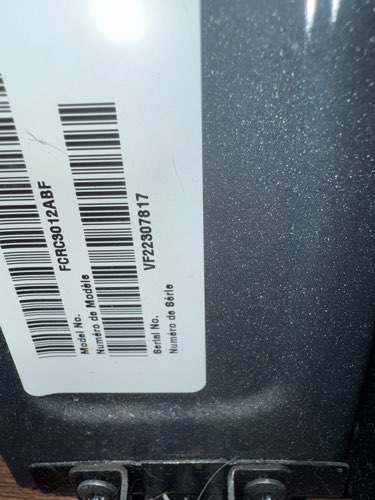 FCRC3012ABF
Model No.
Numéro de Modèle
VF22307817
Serial No.
Numéro de Série